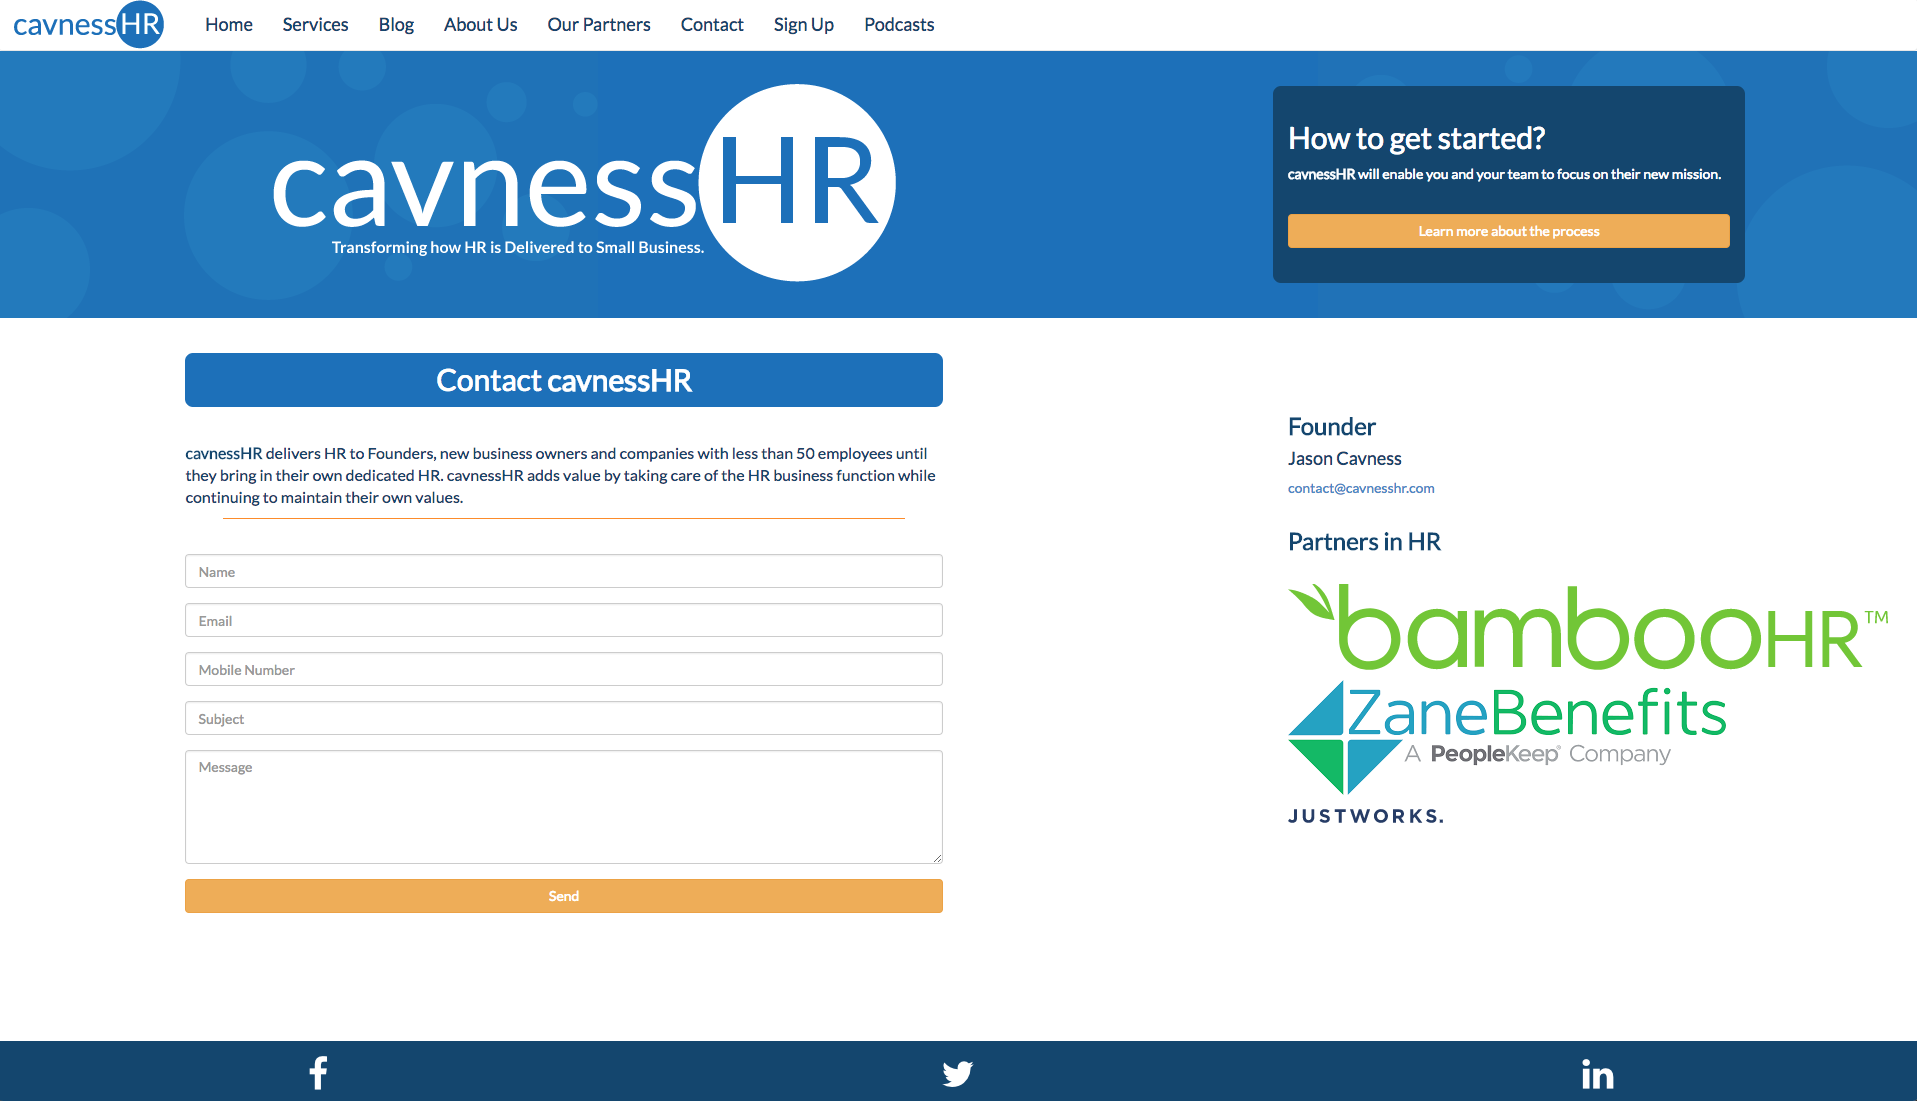 cavnessHR
Home
Services
Blog
About Us
Our Partners
Contact
Sign Up
Podcasts
cavnessHR
Transforming how HR is Delivered to Small Business.
How to get started?
cavnessHR will enable you and your team to focus on their new mission.
Learn more about the process
Contact cavnessHR
cavnessHR delivers HR to Founders, new business owners and companies with less than 50 employees until
they bring in their own dedicated HR. cavnessHR adds value by taking care of the HR business function while
continuing to maintain their own values.
Name
Email
Mobile Number
Subject
Message
Send
Founder
Jason Cavness
contact@cavnesshr.com
Partners in HR
bambooHR™
ZaneBenefits
A PeopleKeep® Company
JUSTWORKS.